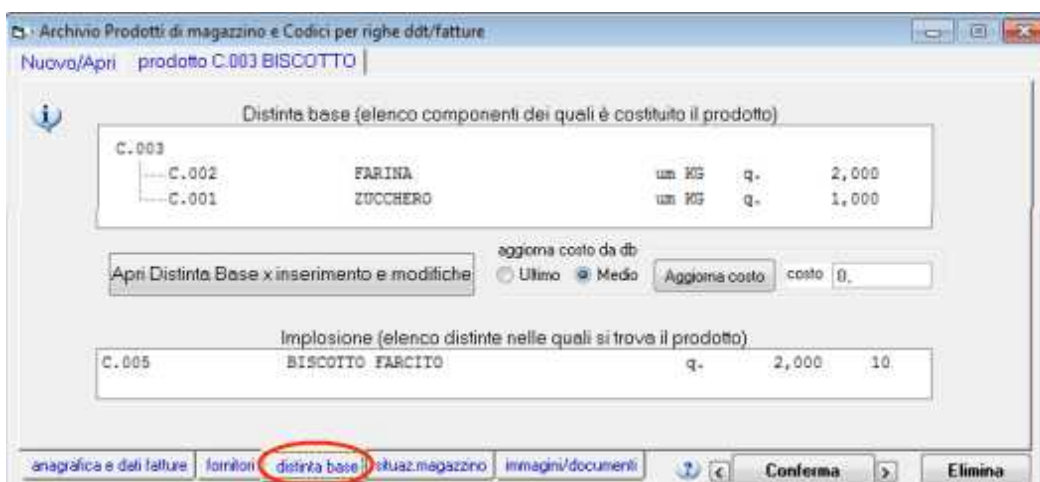 Archivio Prodotti di magazzino e Codici per righe ddt/fatture
Nuovo/Apri prodotto C.003 BISCOTTO
Distinta base (elenco componenti dei quali è costituito il prodotto)
C.003
C.002 FARINA um KG q. 2,000
C.001 ZUCCHERO um KG q. 1,000
aggiorna costo da db
Apri Distinta Base x inserimento e modifiche Ultimo Medio Aggiorna costo costo 0,
Implosione (elenco distinte nelle quali si trova il prodotto)
C.005 BISCOTTO FARCITO q. 2,000 10
anagrafica e dati fatture fornitori distinta base situaz.magazzino immagini/documenti ? < Conferma > Elimina